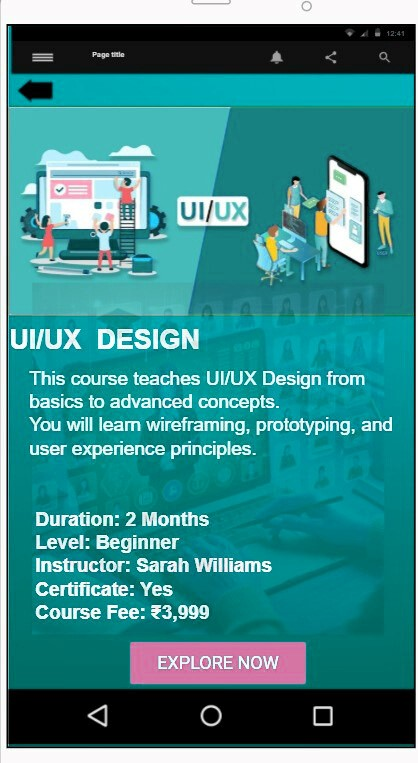 12:41
Page title
UI/UX
UI/UX DESIGN
This course teaches UI/UX Design from
basics to advanced concepts.
You will learn wireframing, prototyping, and
user experience principles.
Duration: 2 Months
Level: Beginner
Instructor: Sarah Williams
Certificate: Yes
Course Fee: ₹3,999
EXPLORE NOW